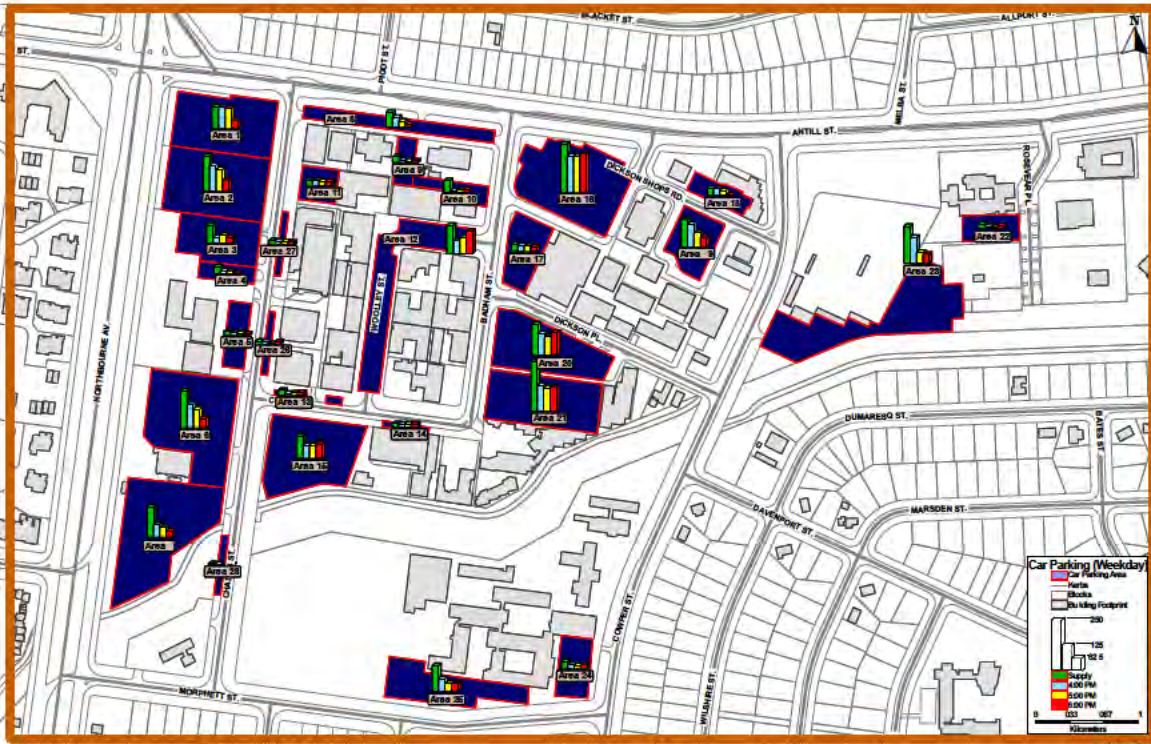 BLACKET ST.
ALLPORT ST.
N
ST.
PIGOT ST.
MELBA ST.
ANTILL ST.
ROSEVEAR PL.
Area 1
Area 8
Area 9
Area 10
Area 11
Area 2
Area 16
DICKSON SHOPS RD.
Area 18
Area 3
Area 27
Area 12
Area 17
Area 9
Area 22
Area 23
Area 4
WOOLLEY ST.
BADHAM ST.
DICKSON PL.
NORTHBOURNE AV.
Area 5
Area 26
Area 20
Area 13
Area 21
Area 6
Area 14
Area 15
DUMARESQ ST.
BATES ST.
MARSDEN ST.
DAVENPORT ST.
Area
Area 28
COWPER ST.
WILSHIRE ST.
Area 24
Area 25
MORPHETT ST.
Car Parking (Weekday)
Car Parking Area
Kerbs
Blocks
Building Footprint
250
125
62.5
Supply
4:00 PM
5:00 PM
6:00 PM
0 033 067 1
Kilometers